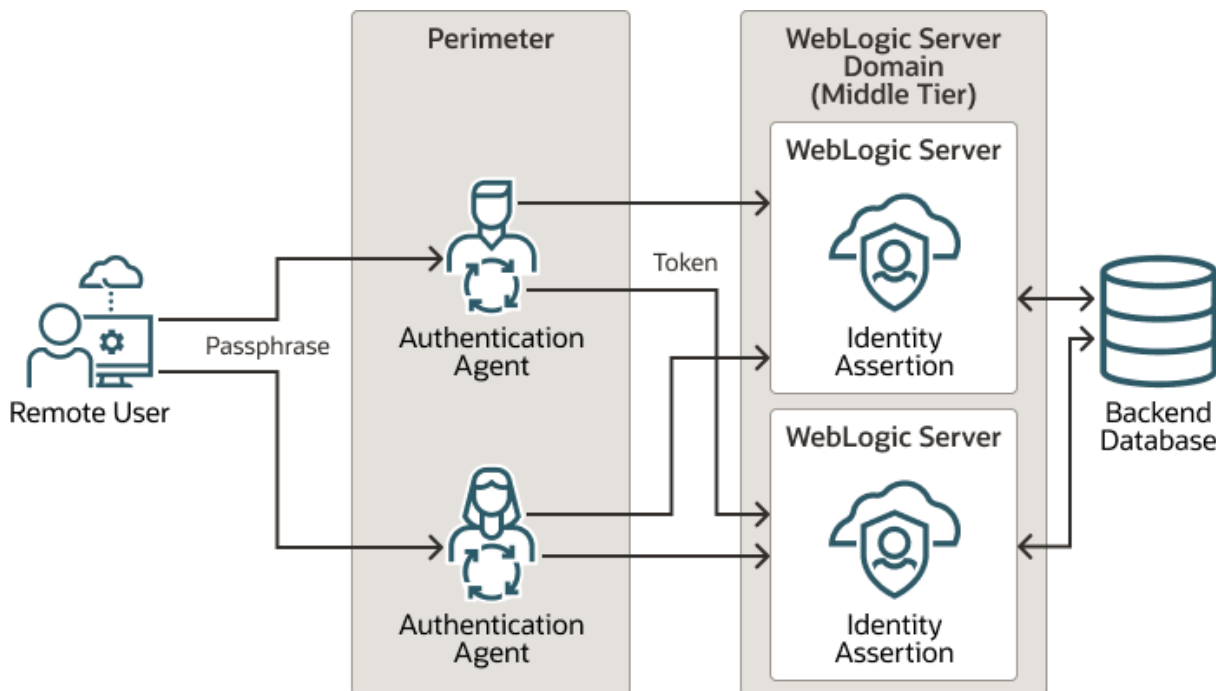 Perimeter
WebLogic Server
Domain
(Middle Tier)
WebLogic Server
Token
Passphrase
Authentication
Agent
Identity
Assertion
Remote User
Backend
Database
WebLogic Server
Authentication
Agent
Identity
Assertion